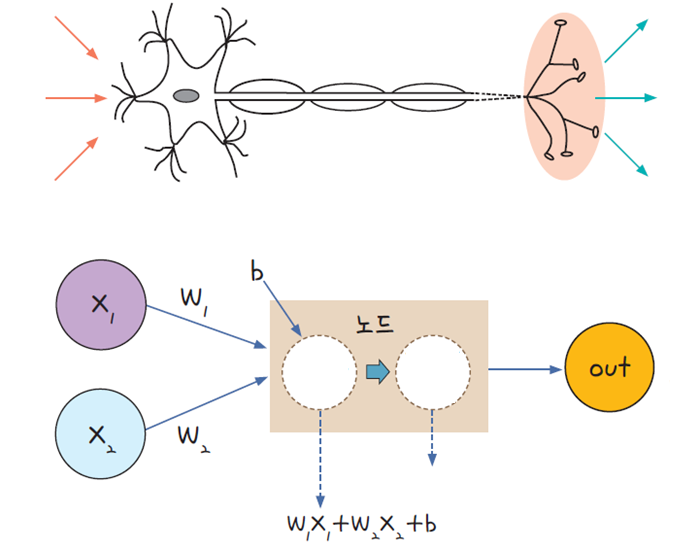 b
X₁
W₁
노드
out
X₂
W₂
W₁X₁+W₂X₂+b